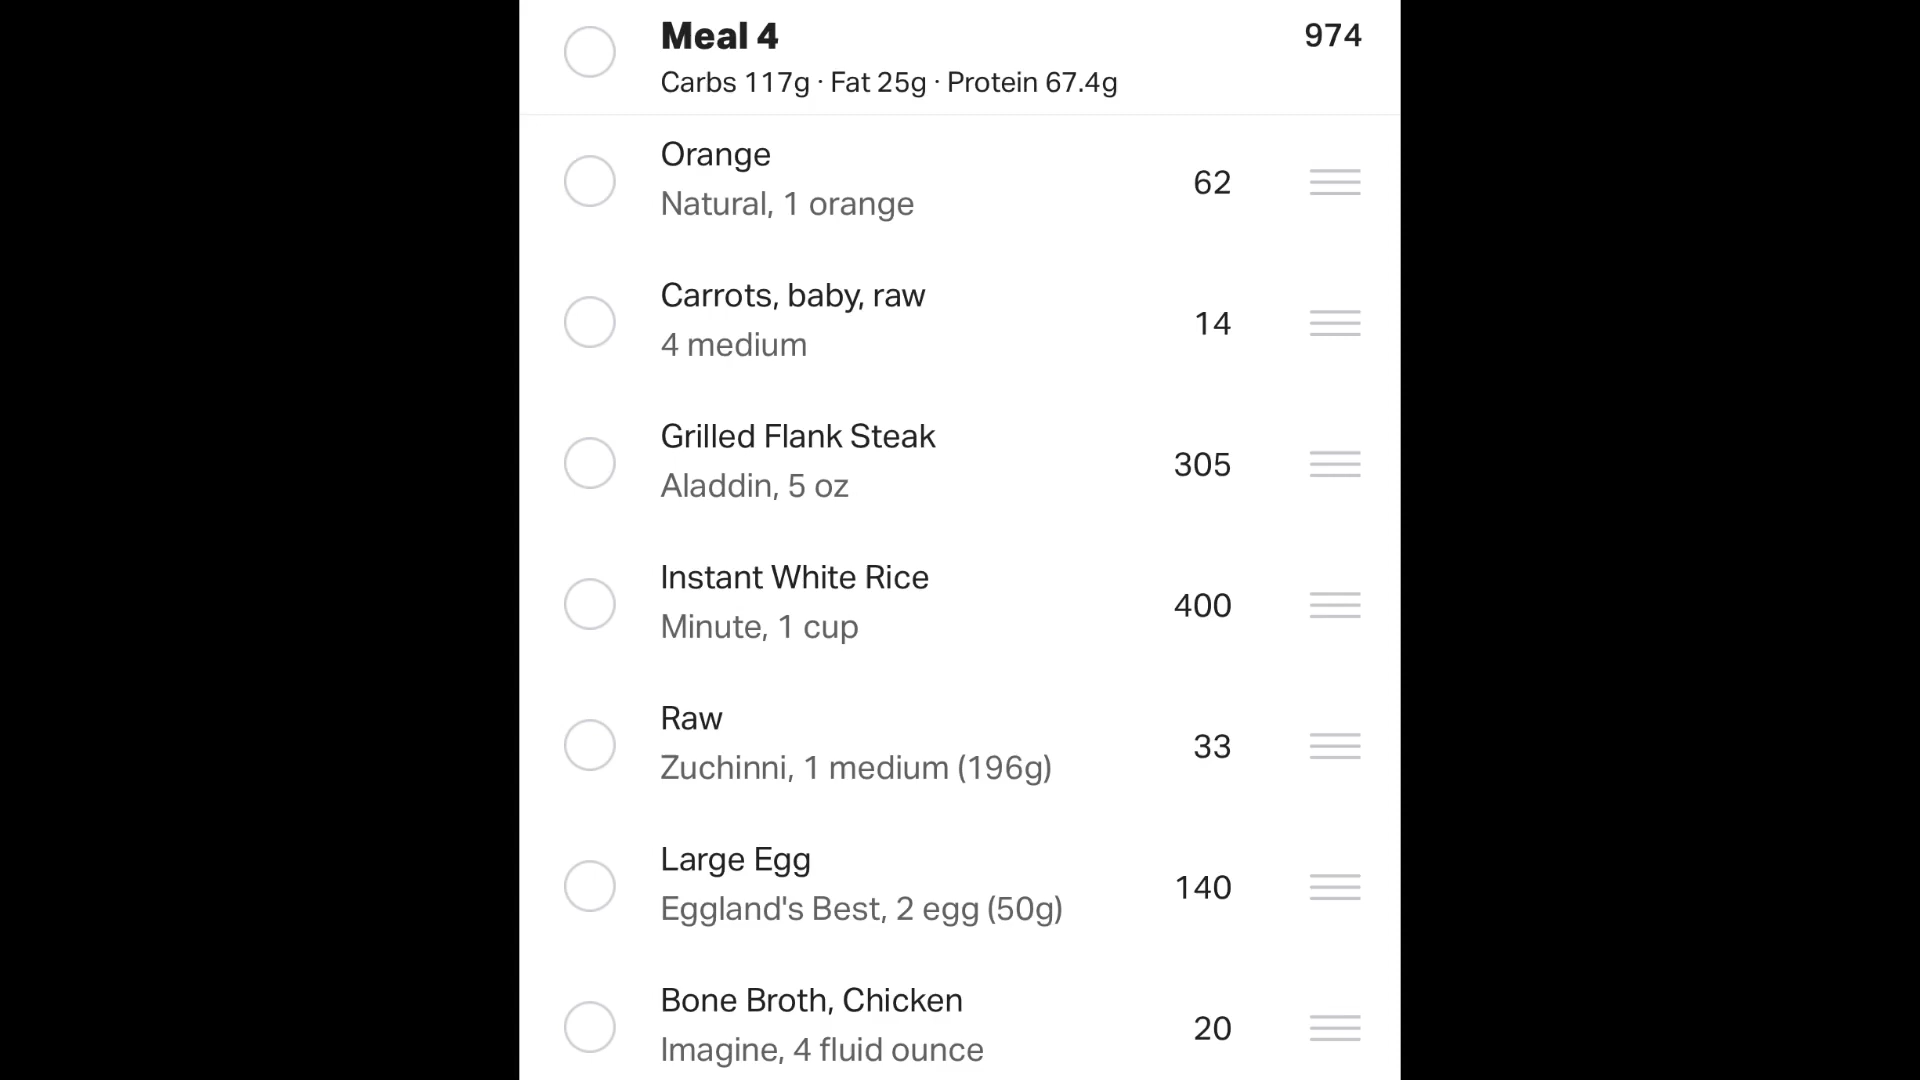 Meal 4
974
Carbs 117g · Fat 25g · Protein 67.4g
Orange
Natural, 1 orange
62
Carrots, baby, raw
4 medium
14
Grilled Flank Steak
Aladdin, 5 oz
305
Instant White Rice
Minute, 1 cup
400
Raw
Zuchinni, 1 medium (196g)
33
Large Egg
Eggland's Best, 2 egg (50g)
140
Bone Broth, Chicken
Imagine, 4 fluid ounce
20